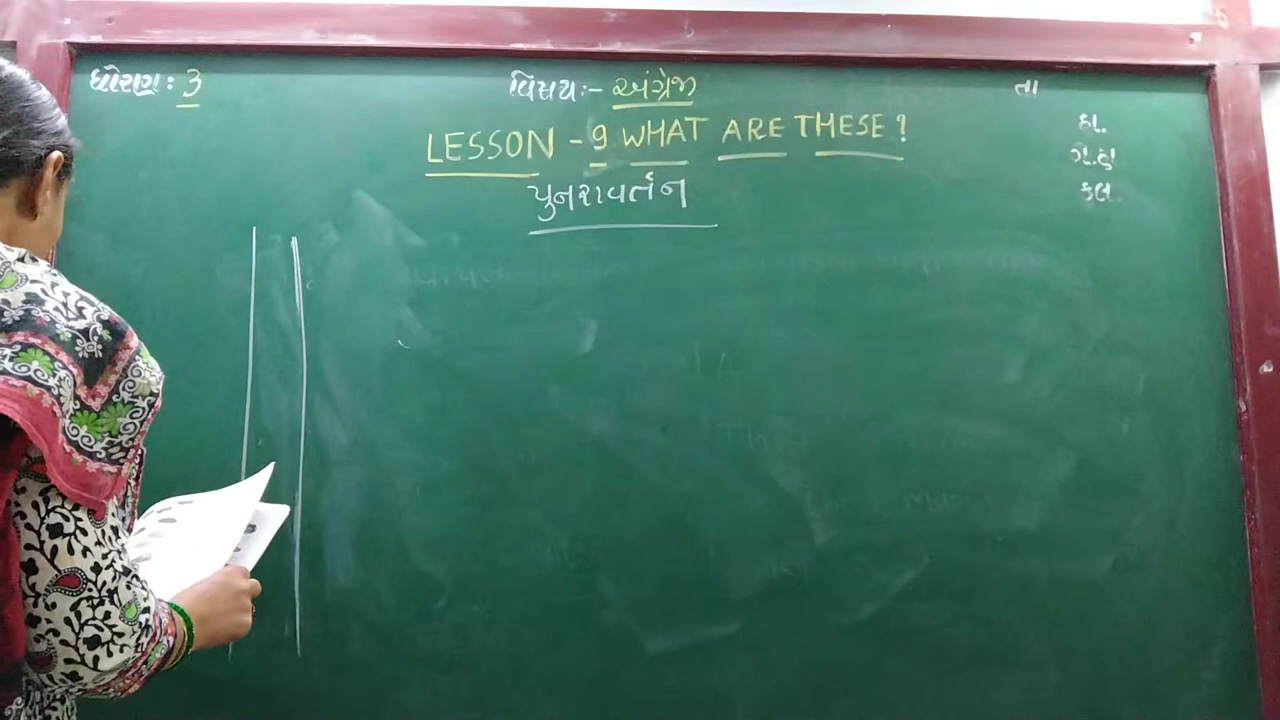 ધોરણ : 3
વિષય :- અંગ્રેજી
તા
LESSON - 9 WHAT ARE THESE ?
હા.
ગે.હા
કુલ
પુનરાવર્તન